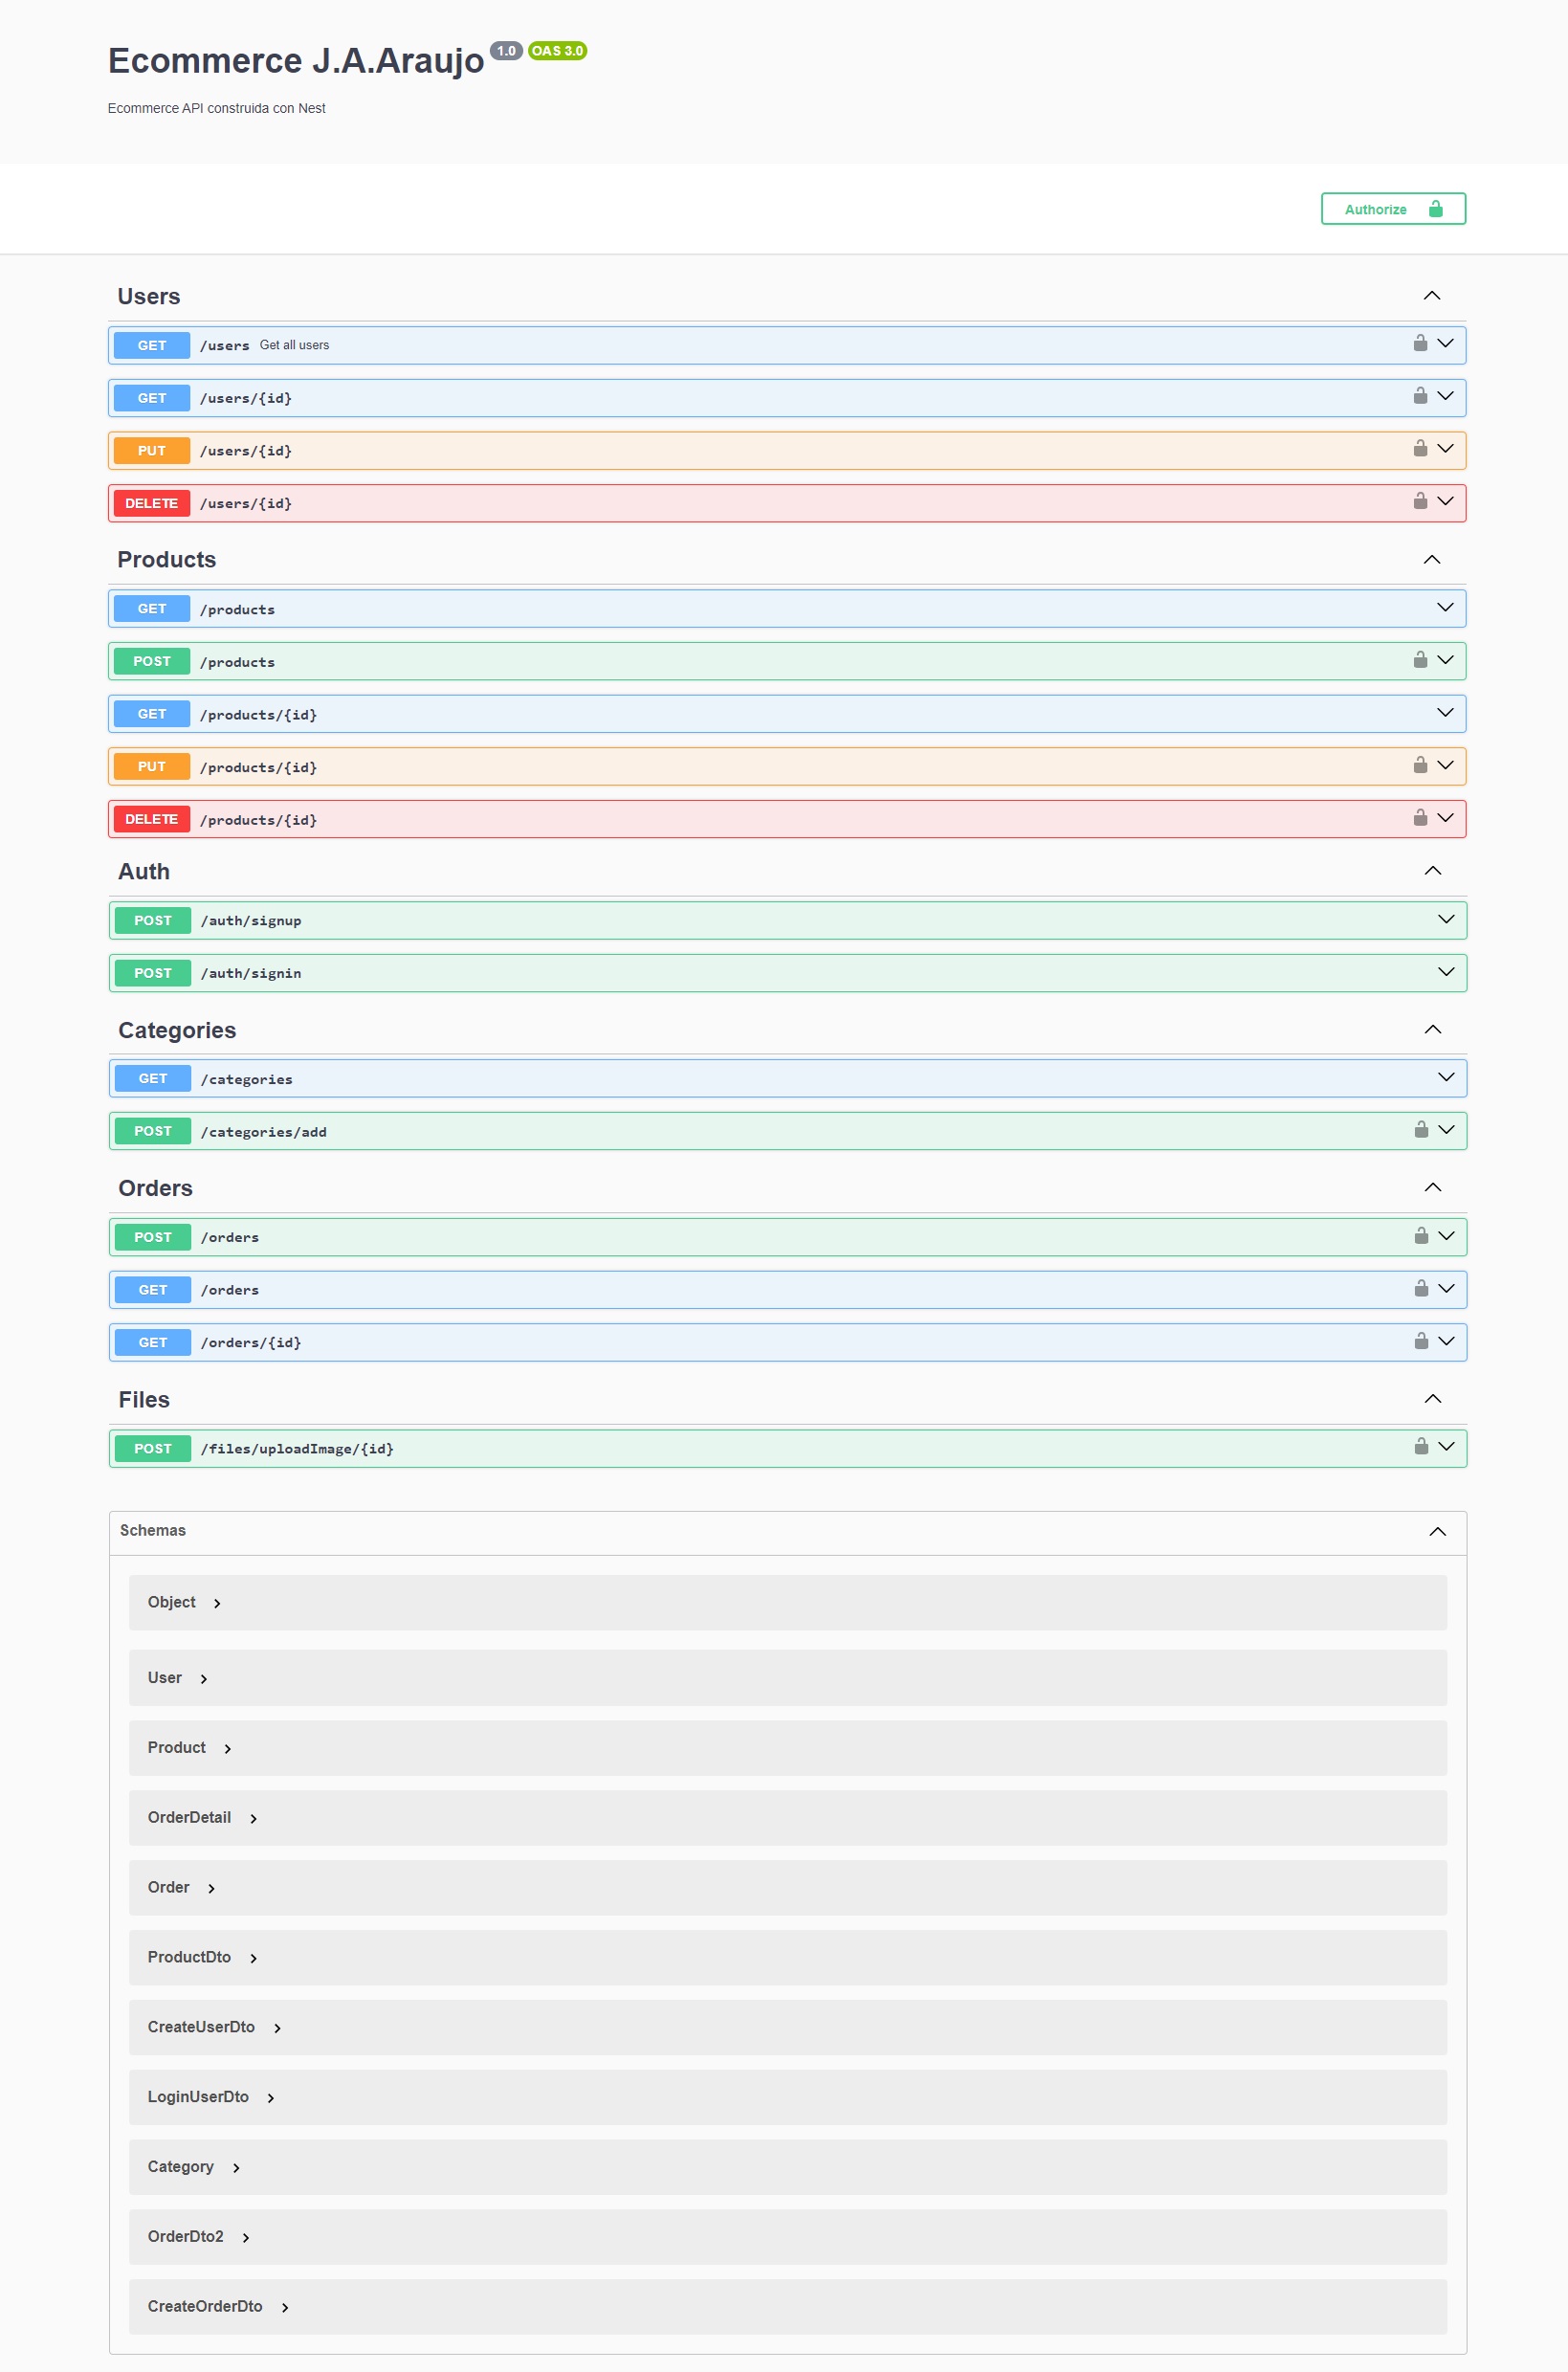 Ecommerce J.A.Araujo 1.0 OAS 3.0
Ecommerce API construida con Nest
Authorize
Users
GET /users Get all users
GET /users/{id}
PUT /users/{id}
DELETE /users/{id}
Products
GET /products
POST /products
GET /products/{id}
PUT /products/{id}
DELETE /products/{id}
Auth
POST /auth/signup
POST /auth/signin
Categories
GET /categories
POST /categories/add
Orders
POST /orders
GET /orders
GET /orders/{id}
Files
POST /files/uploadImage/{id}
Schemas
Object
User
Product
OrderDetail
Order
ProductDto
CreateUserDto
LoginUserDto
Category
OrderDto2
CreateOrderDto